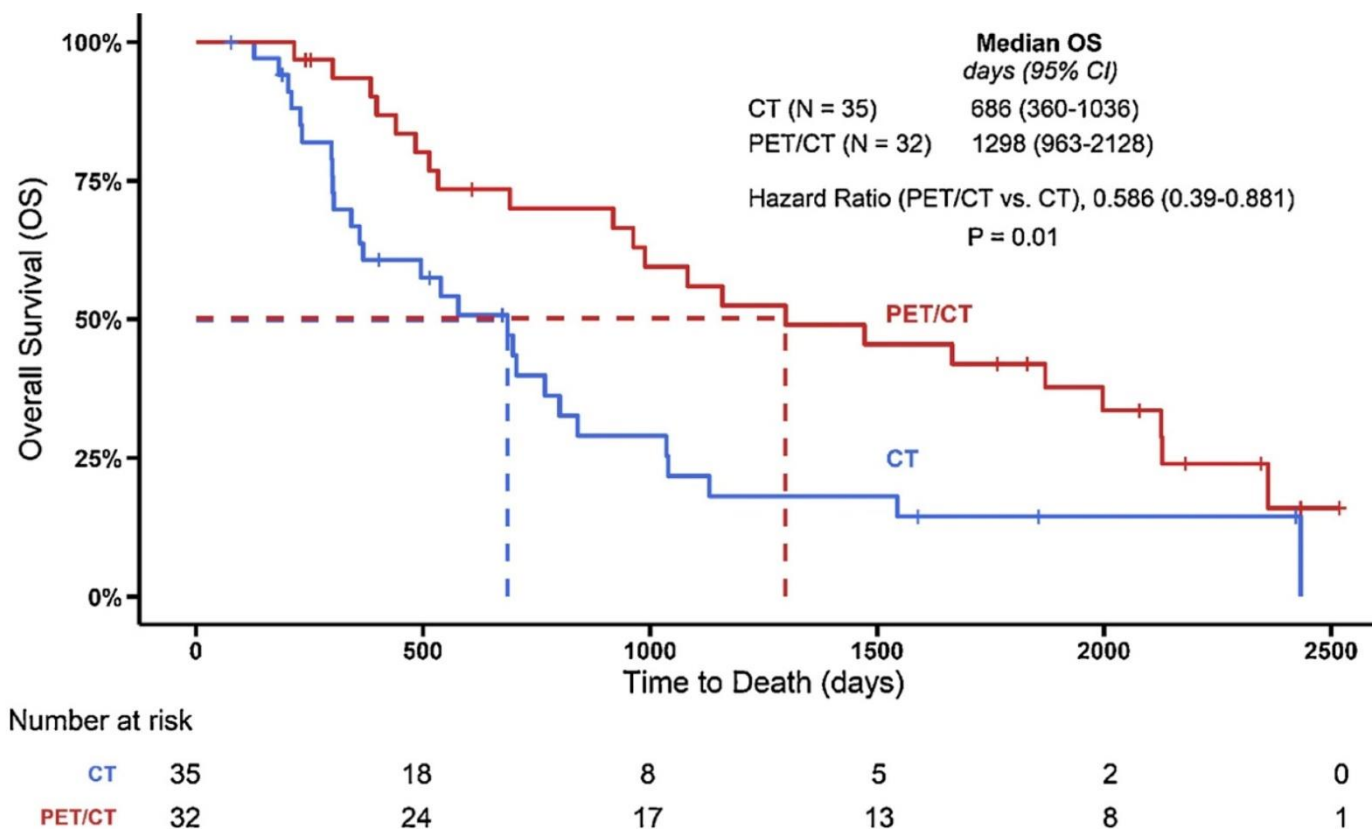 Median OS
days (95% CI)
CT (N = 35) 686 (360-1036)
PET/CT (N = 32) 1298 (963-2128)
Hazard Ratio (PET/CT vs. CT), 0.586 (0.39-0.881)
P = 0.01
Overall Survival (OS)
100%
75%
50%
25%
0%
PET/CT
CT
0 500 1000 1500 2000 2500
Time to Death (days)
Number at risk
CT 35 18 8 5 2 0
PET/CT 32 24 17 13 8 1